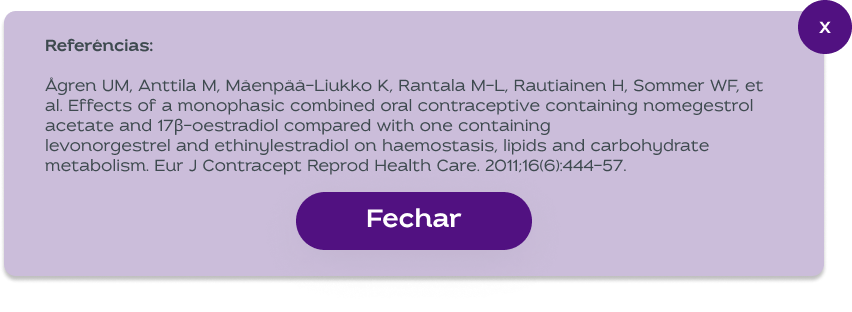 x
Referências:
Ågren UM, Anttila M, Mäenpää-Liukko K, Rantala M-L, Rautiainen H, Sommer WF, et
al. Effects of a monophasic combined oral contraceptive containing nomegestrol
acetate and 17β-oestradiol compared with one containing
levonorgestrel and ethinylestradiol on haemostasis, lipids and carbohydrate
metabolism. Eur J Contracept Reprod Health Care. 2011;16(6):444-57.
Fechar